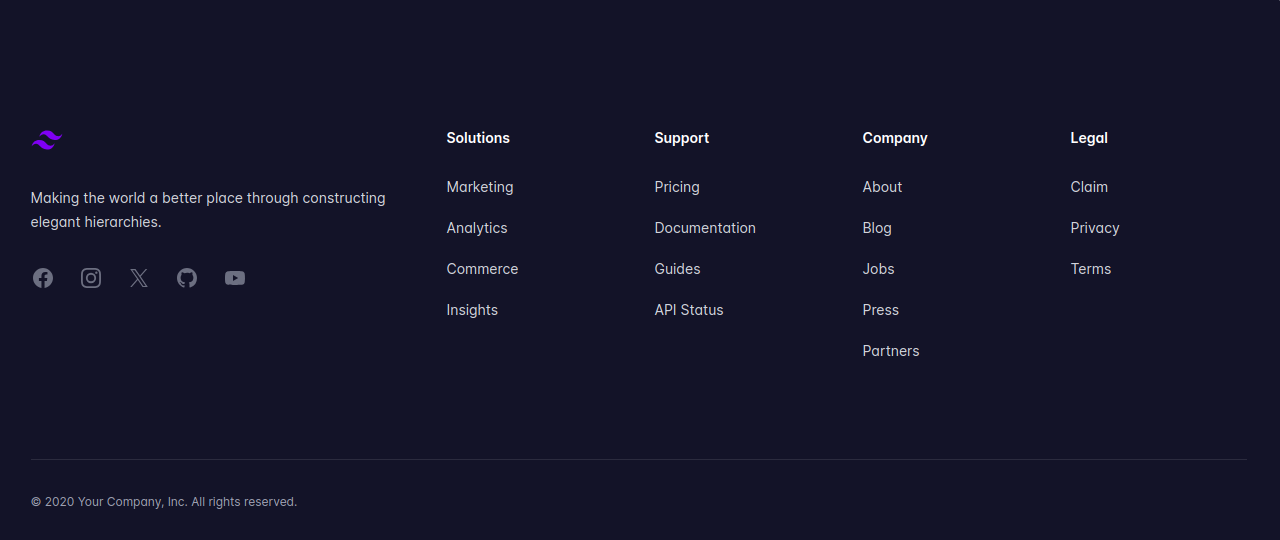 Making the world a better place through constructing
elegant hierarchies.
Solutions
Marketing
Analytics
Commerce
Insights
Support
Pricing
Documentation
Guides
API Status
Company
About
Blog
Jobs
Press
Partners
Legal
Claim
Privacy
Terms
© 2020 Your Company, Inc. All rights reserved.